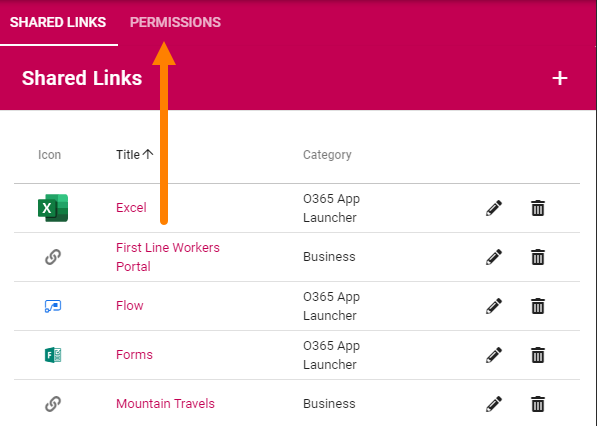 SHARED LINKS PERMISSIONS
Shared Links +
Icon Title Category
Excel O365 App
Launcher
First Line Workers
Portal Business
Flow O365 App
Launcher
Forms O365 App
Launcher
Mountain Travels Business